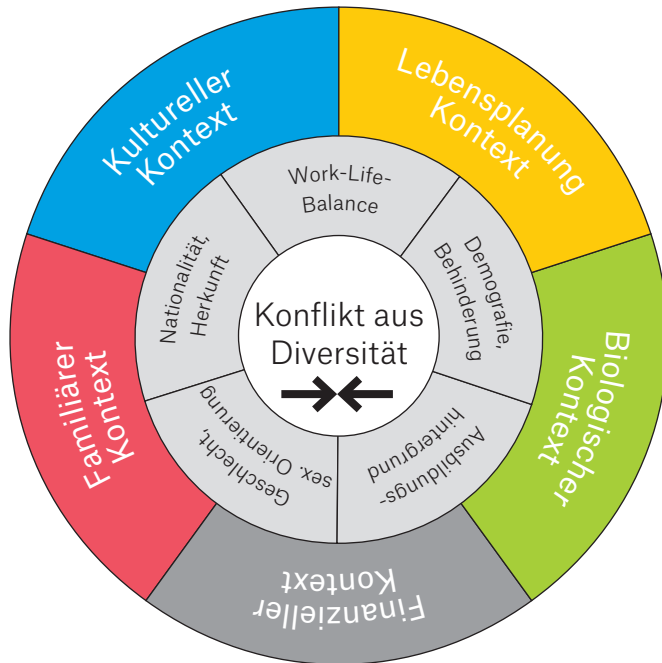 Kultureller
Kontext
Lebensplanung
Kontext
Biologischer
Kontext
Finanzieller
Kontext
Familiärer
Kontext
Work-Life-
Balance
Demografie,
Behinderung
Ausbildungs-
hintergrund
Geschlecht,
sex. Orientierung
Nationalität,
Herkunft
Konflikt aus
Diversität